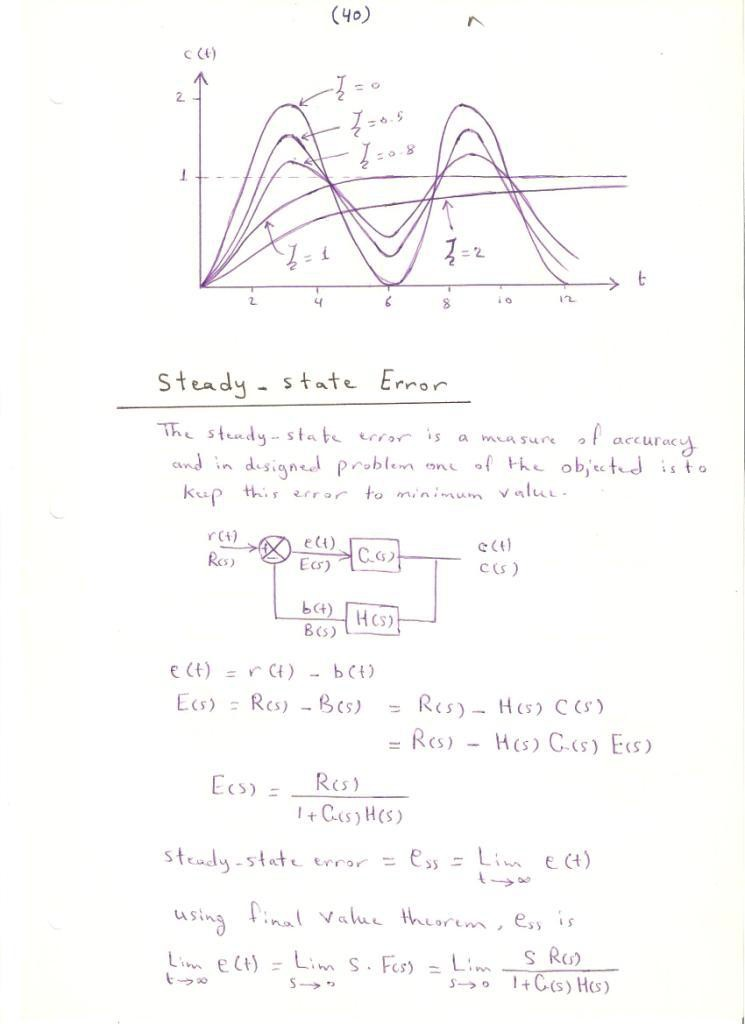 (40)
c(t)
2
ζ = 0
ζ = 0.5
ζ = 0.8
1
ζ = 1
ζ = 2
t
2 4 6 8 10 12
Steady-state Error
The steady-state error is a measure of accuracy
and in designed problem one of the objected is to
keep this error to minimum value.
r(t) e(t) G(s) c(t)
R(s) E(s) C(s)
+ -
b(t) H(s)
B(s)
e(t) = r(t) - b(t)
E(s) = R(s) - B(s) = R(s) - H(s) C(s)
= R(s) - H(s) G(s) E(s)
E(s) = R(s) / 1 + G(s) H(s)
steady-state error = ess = Lim t→∞ e(t)
using final value theorem, ess is
Lim t→∞ e(t) = Lim s→0 S. F(s) = Lim s→0 S R(s) / 1 + G(s) H(s)